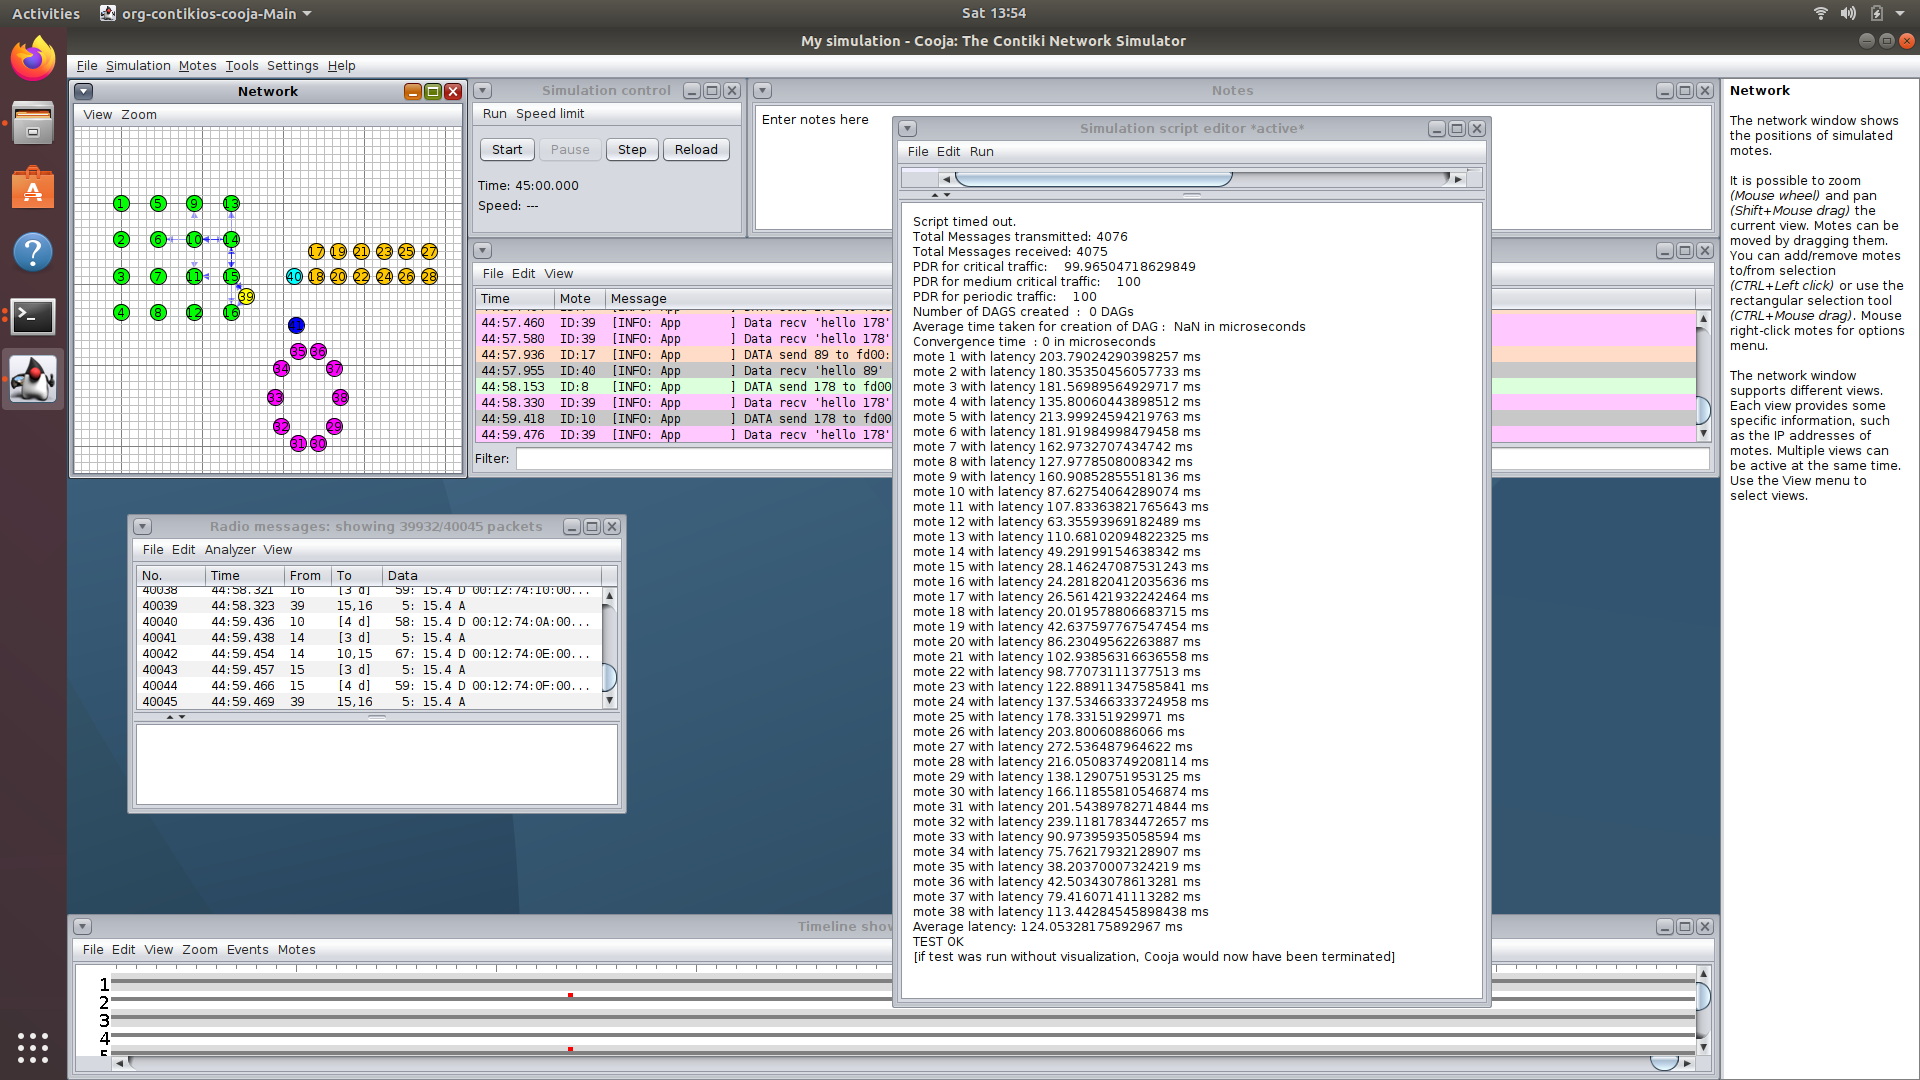 Activities
org-contikios-cooja-Main
Sat 13:54
My simulation - Cooja: The Contiki Network Simulator
File Simulation Motes Tools Settings Help
Network
View Zoom
1 5 9 13
2 6 10 14
3 7 11 15
4 8 12 16
39
17 19 21 23 25 27
40 18 20 22 24 26 28
35 36
34 37
33 38
32 29
31 30
Simulation control
Run Speed limit
Start Pause Step Reload
Time: 45:00.000
Speed: ---
Notes
Enter notes here
File Edit View
Time Mote Message
44:57.460 ID:39 [INFO: App ] Data recv 'hello 178'
44:57.580 ID:39 [INFO: App ] Data recv 'hello 178'
44:57.936 ID:17 [INFO: App ] DATA send 89 to fd00:
44:57.955 ID:40 [INFO: App ] Data recv 'hello 89'
44:58.153 ID:8 [INFO: App ] DATA send 178 to fd00
44:58.330 ID:39 [INFO: App ] Data recv 'hello 178'
44:59.418 ID:10 [INFO: App ] DATA send 178 to fd00
44:59.476 ID:39 [INFO: App ] Data recv 'hello 178'
Filter:
Simulation script editor *active*
File Edit Run
Script timed out.
Total Messages transmitted: 4076
Total Messages received: 4075
PDR for critical traffic: 99.96504718629849
PDR for medium critical traffic: 100
PDR for periodic traffic: 100
Number of DAGS created : 0 DAGs
Average time taken for creation of DAG : NaN in microseconds
Convergence time : 0 in microseconds
mote 1 with latency 203.79024290398257 ms
mote 2 with latency 180.35350456057733 ms
mote 3 with latency 181.56989564929717 ms
mote 4 with latency 135.80060443898512 ms
mote 5 with latency 213.99924594219763 ms
mote 6 with latency 181.91984998479458 ms
mote 7 with latency 162.9732707434742 ms
mote 8 with latency 127.9778508008342 ms
mote 9 with latency 160.90852855518136 ms
mote 10 with latency 87.62754064289074 ms
mote 11 with latency 107.83363821765643 ms
mote 12 with latency 63.35593969182489 ms
mote 13 with latency 110.68102094822325 ms
mote 14 with latency 49.29199154638342 ms
mote 15 with latency 28.146247087531243 ms
mote 16 with latency 24.281820412035636 ms
mote 17 with latency 26.561421932242464 ms
mote 18 with latency 20.019578806683715 ms
mote 19 with latency 42.637597767547454 ms
mote 20 with latency 86.23049562263887 ms
mote 21 with latency 102.93856316636558 ms
mote 22 with latency 98.77073111377513 ms
mote 23 with latency 122.88911347585841 ms
mote 24 with latency 137.53466333724958 ms
mote 25 with latency 178.33151929971 ms
mote 26 with latency 203.80060886066 ms
mote 27 with latency 272.536487964622 ms
mote 28 with latency 216.05083749208114 ms
mote 29 with latency 138.1290751953125 ms
mote 30 with latency 166.11855810546874 ms
mote 31 with latency 201.54389782714844 ms
mote 32 with latency 239.11817834472657 ms
mote 33 with latency 90.97395935058594 ms
mote 34 with latency 75.76217932128907 ms
mote 35 with latency 38.20370007324219 ms
mote 36 with latency 42.50343078613281 ms
mote 37 with latency 79.41607141113282 ms
mote 38 with latency 113.44284545898438 ms
Average latency: 124.05328175892967 ms
TEST OK
[if test was run without visualization, Cooja would now have been terminated]
Radio messages: showing 39932/40045 packets
File Edit Analyzer View
No. Time From To Data
40038 44:58.321 16 [3 d] 59: 15.4 D 00:12:74:10:00...
40039 44:58.323 39 15,16 5: 15.4 A
40040 44:59.436 10 [4 d] 58: 15.4 D 00:12:74:0A:00...
40041 44:59.438 14 [3 d] 5: 15.4 A
40042 44:59.454 14 10,15 67: 15.4 D 00:12:74:0E:00...
40043 44:59.457 15 [3 d] 5: 15.4 A
40044 44:59.466 15 [4 d] 59: 15.4 D 00:12:74:0F:00...
40045 44:59.469 39 15,16 5: 15.4 A
Timeline show
File Edit View Zoom Events Motes
1
2
3
4
5
Network
The network window shows
the positions of simulated
motes.
It is possible to zoom
(Mouse wheel) and pan
(Shift+Mouse drag) the
current view. Motes can be
moved by dragging them.
You can add/remove motes
to/from selection
(CTRL+Left click) or use the
rectangular selection tool
(CTRL+Mouse drag). Mouse
right-click motes for options
menu.
The network window
supports different views.
Each view provides some
specific information, such
as the IP addresses of
motes. Multiple views can
be active at the same time.
Use the View menu to
select views.